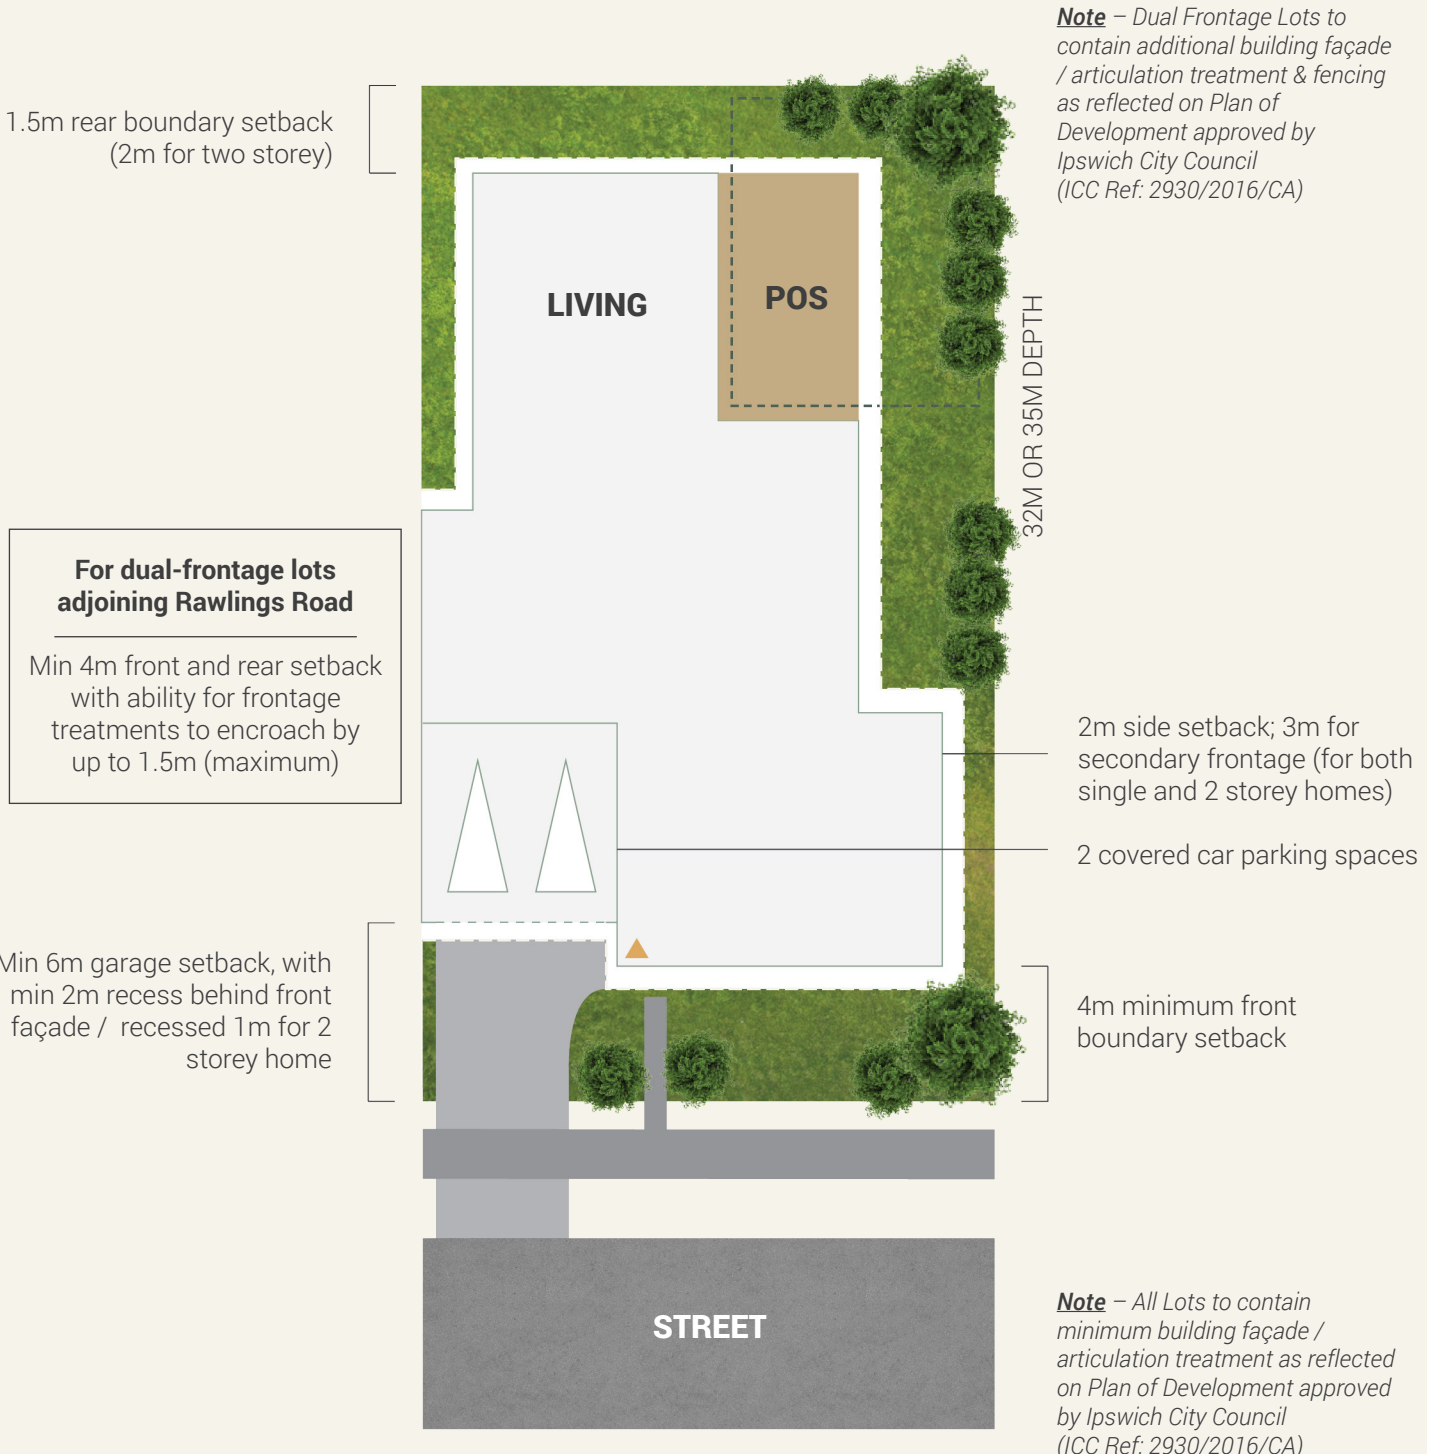 Note – Dual Frontage Lots to
contain additional building façade
/ articulation treatment & fencing
as reflected on Plan of
Development approved by
Ipswich City Council
(ICC Ref: 2930/2016/CA)
1.5m rear boundary setback
(2m for two storey)
LIVING
POS
32M OR 35M DEPTH
For dual-frontage lots
adjoining Rawlings Road
Min 4m front and rear setback
with ability for frontage
treatments to encroach by
up to 1.5m (maximum)
2m side setback; 3m for
secondary frontage (for both
single and 2 storey homes)
2 covered car parking spaces
Min 6m garage setback, with
min 2m recess behind front
façade / recessed 1m for 2
storey home
4m minimum front
boundary setback
STREET
Note – All Lots to contain
minimum building façade /
articulation treatment as reflected
on Plan of Development approved
by Ipswich City Council
(ICC Ref: 2930/2016/CA)